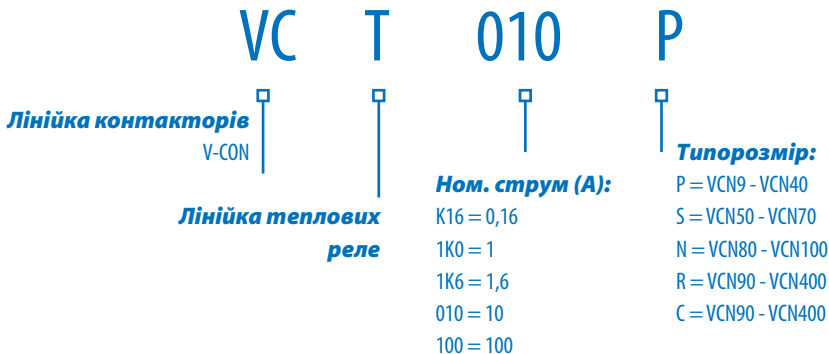 VC T 010 P
Лінійка контакторів
V-CON
Лінійка теплових
реле
Ном. струм (А):
K16 = 0,16
1K0 = 1
1K6 = 1,6
010 = 10
100 = 100
Типорозмір:
P = VCN9 - VCN40
S = VCN50 - VCN70
N = VCN80 - VCN100
R = VCN90 - VCN400
C = VCN90 - VCN400